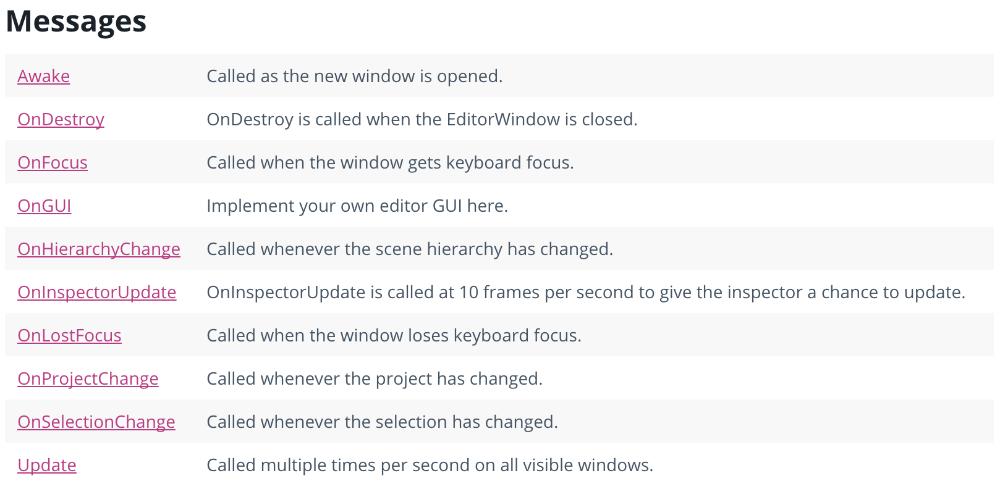 Messages
Awake Called as the new window is opened.
OnDestroy OnDestroy is called when the EditorWindow is closed.
OnFocus Called when the window gets keyboard focus.
OnGUI Implement your own editor GUI here.
OnHierarchyChange Called whenever the scene hierarchy has changed.
OnInspectorUpdate OnInspectorUpdate is called at 10 frames per second to give the inspector a chance to update.
OnLostFocus Called when the window loses keyboard focus.
OnProjectChange Called whenever the project has changed.
OnSelectionChange Called whenever the selection has changed.
Update Called multiple times per second on all visible windows.